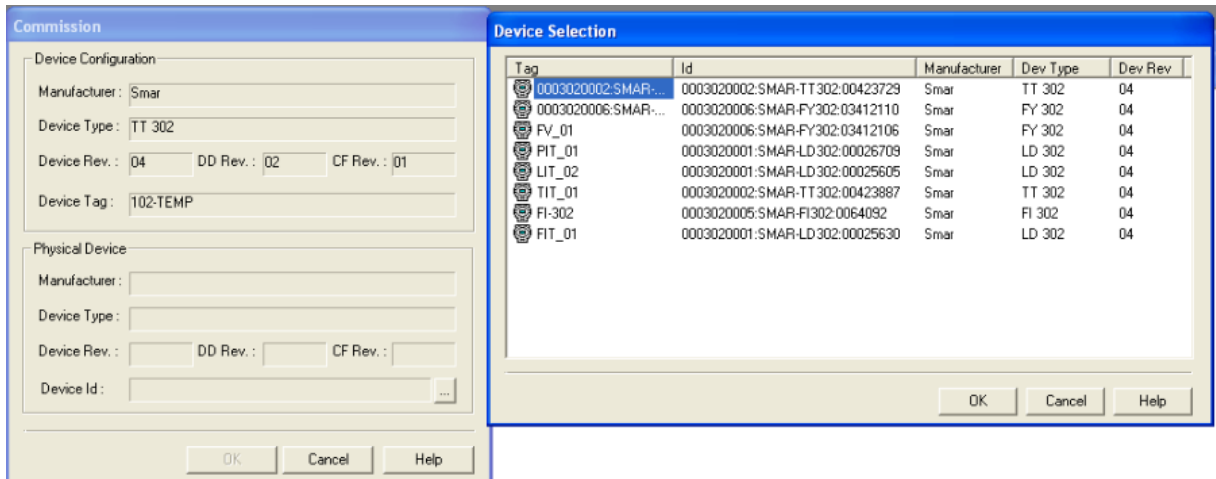 Commission
Device Configuration
Manufacturer : Smar
Device Type : TT 302
Device Rev. : 04 DD Rev. : 02 CF Rev. : 01
Device Tag : 102-TEMP
Physical Device
Manufacturer :
Device Type :
Device Rev. : DD Rev. : CF Rev. :
Device Id : ...
OK Cancel Help
Device Selection
Tag Id Manufacturer Dev Type Dev Rev
0003020002:SMAR-... 0003020002:SMAR-TT302:00423729 Smar TT 302 04
0003020006:SMAR-... 0003020006:SMAR-FY302:03412110 Smar FY 302 04
FV_01 0003020006:SMAR-FY302:03412106 Smar FY 302 04
PIT_01 0003020001:SMAR-LD302:00026709 Smar LD 302 04
LIT_02 0003020001:SMAR-LD302:00025605 Smar LD 302 04
TIT_01 0003020002:SMAR-TT302:00423887 Smar TT 302 04
FI-302 0003020005:SMAR-FI302:0064092 Smar FI 302 04
FIT_01 0003020001:SMAR-LD302:00025630 Smar LD 302 04
OK Cancel Help